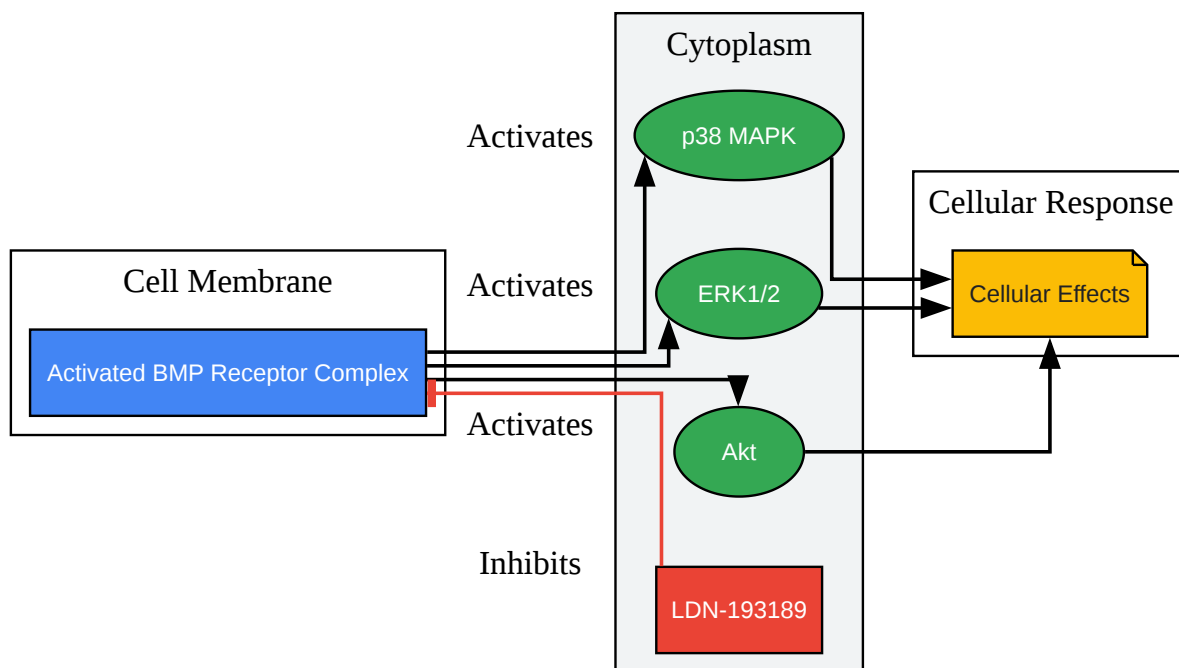 Cytoplasm
Activates
p38 MAPK
Cellular Response
Cell Membrane
Activates
ERK1/2
Cellular Effects
Activated BMP Receptor Complex
Activates
Akt
Inhibits
LDN-193189